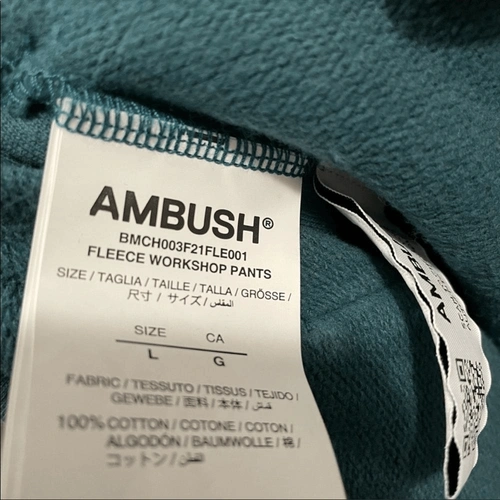 AMBUSH®
BMCH003F21FLE001
FLEECE WORKSHOP PANTS
SIZE / TAGLIA / TAILLE / TALLA / GRÖSSE /
尺寸 / サイズ / المقاس
SIZE CA
L G
FABRIC / TESSUTO / TISSUS / TEJIDO /
GEWEBE / 面料 / 本体 / قماش
100% COTTON / COTONE / COTON /
ALGODÓN / BAUMWOLLE / 棉 /
コットン / قطن
AMBUSH